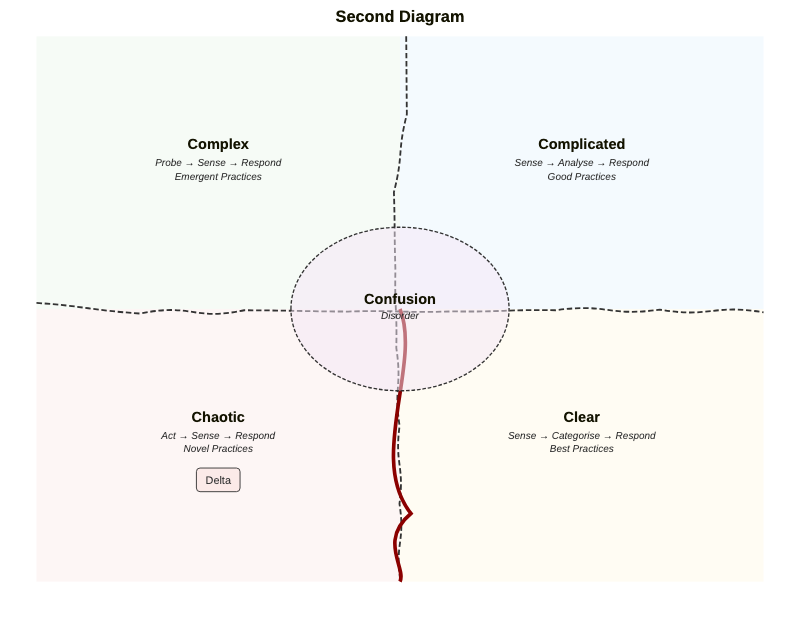 Second Diagram
Complex
Probe → Sense → Respond
Emergent Practices
Complicated
Sense → Analyse → Respond
Good Practices
Confusion
Disorder
Chaotic
Act → Sense → Respond
Novel Practices
Delta
Clear
Sense → Categorise → Respond
Best Practices